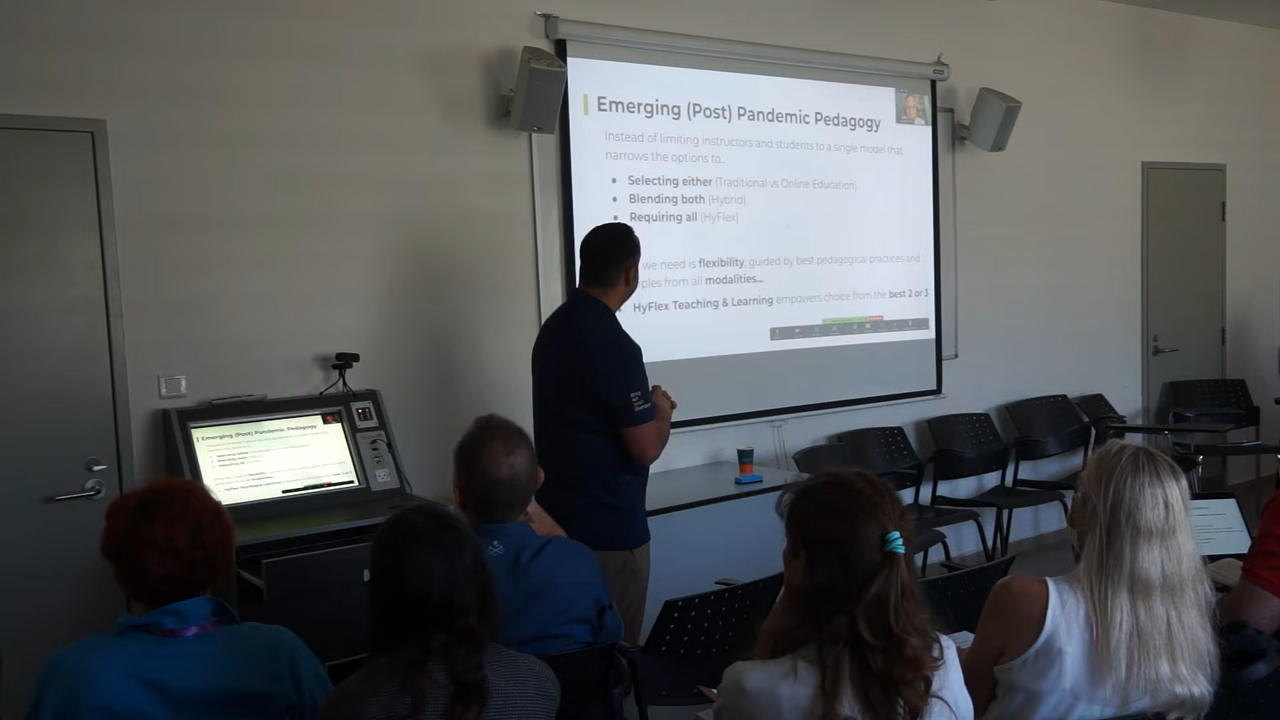 Emerging (Post) Pandemic Pedagogy
Instead of limiting instructors and students to a single model that
narrows the options to..
• Selecting either (Traditional vs Online Education)
• Blending both (Hybrid)
• Requiring all (HyFlex)
we need is flexibility, guided by best pedagogical practices and
ples from all modalities...
HyFlex Teaching & Learning empowers choice from the best 2 or 3
Emerging (Post) Pandemic Pedagogy